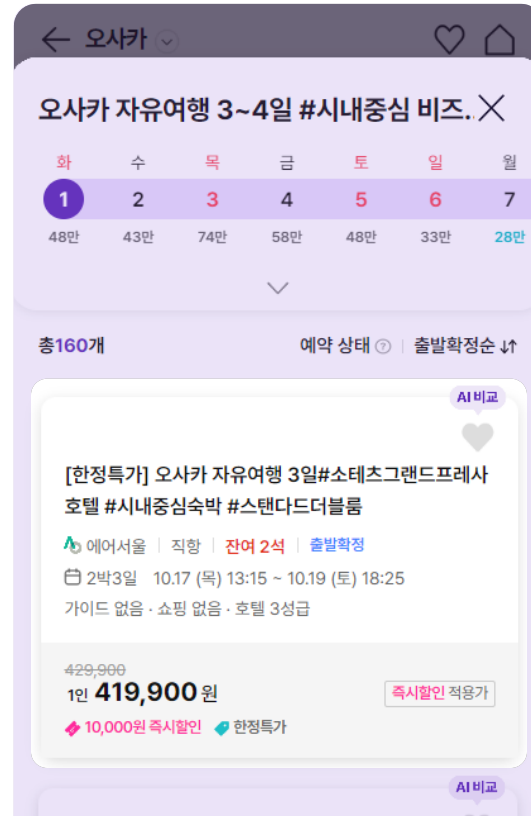 오사카
오사카 자유여행 3~4일 #시내중심 비즈..
화 수 목 금 토 일 월
1 2 3 4 5 6 7
48만 43만 74만 58만 48만 33만 28만
총160개 예약 상태 ? 출발확정순
AI 비교
[한정특가] 오사카 자유여행 3일#소테츠그랜드프레사
호텔 #시내중심숙박 #스탠다드더블룸
에어서울 직항 잔여 2석 출발확정
2박3일 10.17 (목) 13:15 ~ 10.19 (토) 18:25
가이드 없음 · 쇼핑 없음 · 호텔 3성급
429,900
1인 419,900 원 즉시할인 적용가
10,000원 즉시할인 한정특가
AI 비교